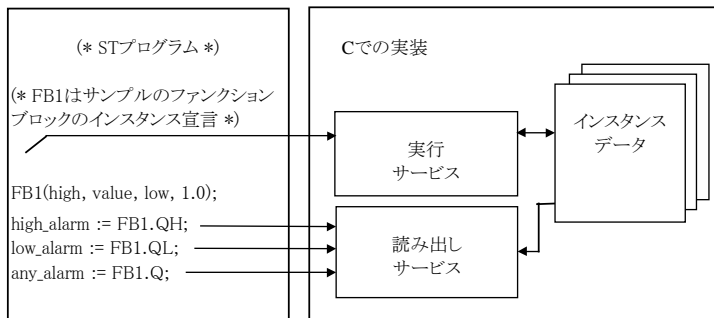 (* STプログラム *)
(* FB1はサンプルのファンクション
ブロックのインスタンス宣言 *)
FB1(high, value, low, 1.0);
high_alarm := FB1.QH;
low_alarm := FB1.QL;
any_alarm := FB1.Q;
Cでの実装
実行
サービス
読み出し
サービス
インスタンス
データ